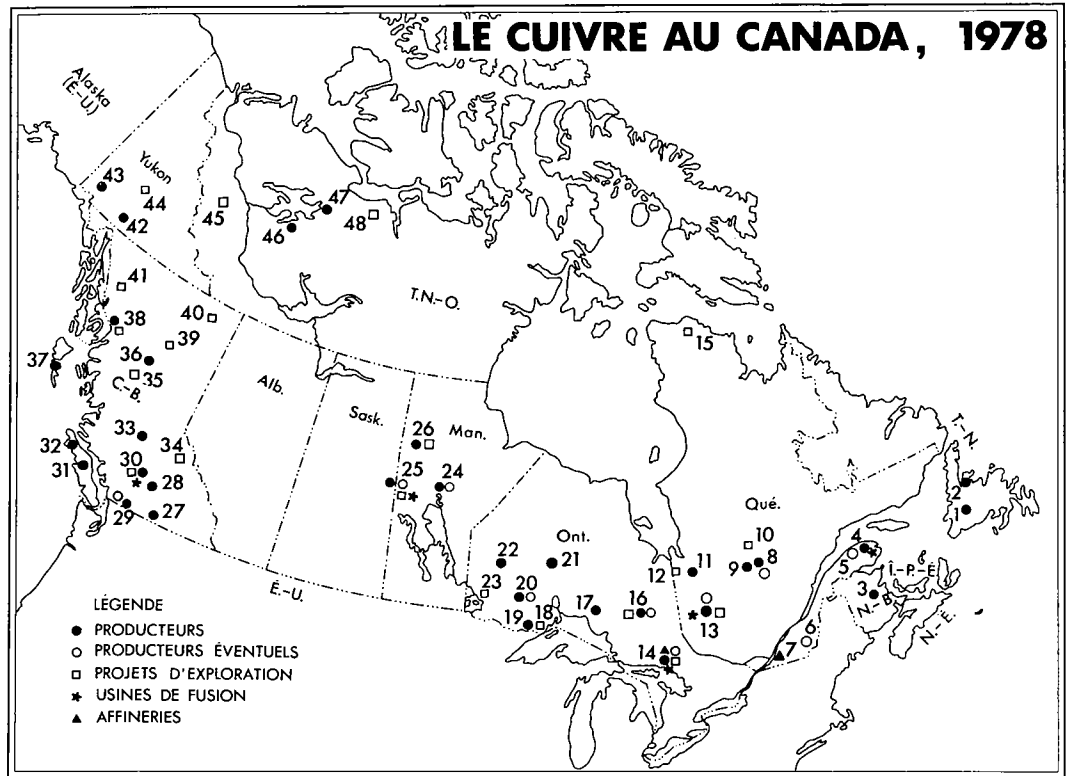 LE CUIVRE AU CANADA, 1978
Alaska
(É.-U.)
Yukon
43
44
42
45
47
46
48
41
T.N.-O.
40
38
39
15
37
36
35
C.-B.
Alb.
Sask.
Man.
26
33
32
34
30
31
28
25
24
29
27
T.-N.
2
1
Qué.
Ont.
10
4
22
21
11
9
8
5
Î.-P.-É
12
23
20
3
N.-B.
É.-U.
17
16
13
N.-É.
19
18
6
14
7
LÉGENDE
PRODUCTEURS
PRODUCTEURS ÉVENTUELS
PROJETS D'EXPLORATION
USINES DE FUSION
AFFINERIES